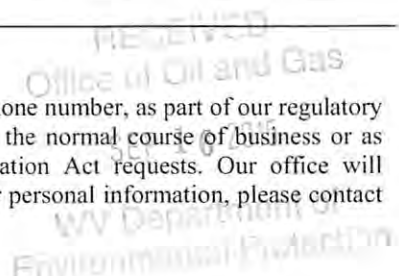 RECEIVED
Office of Oil and Gas
one number, as part of our regulatory
the normal course of business or as
ation Act requests. Our office will
personal information, please contact
WV Department of
Environmental Protection